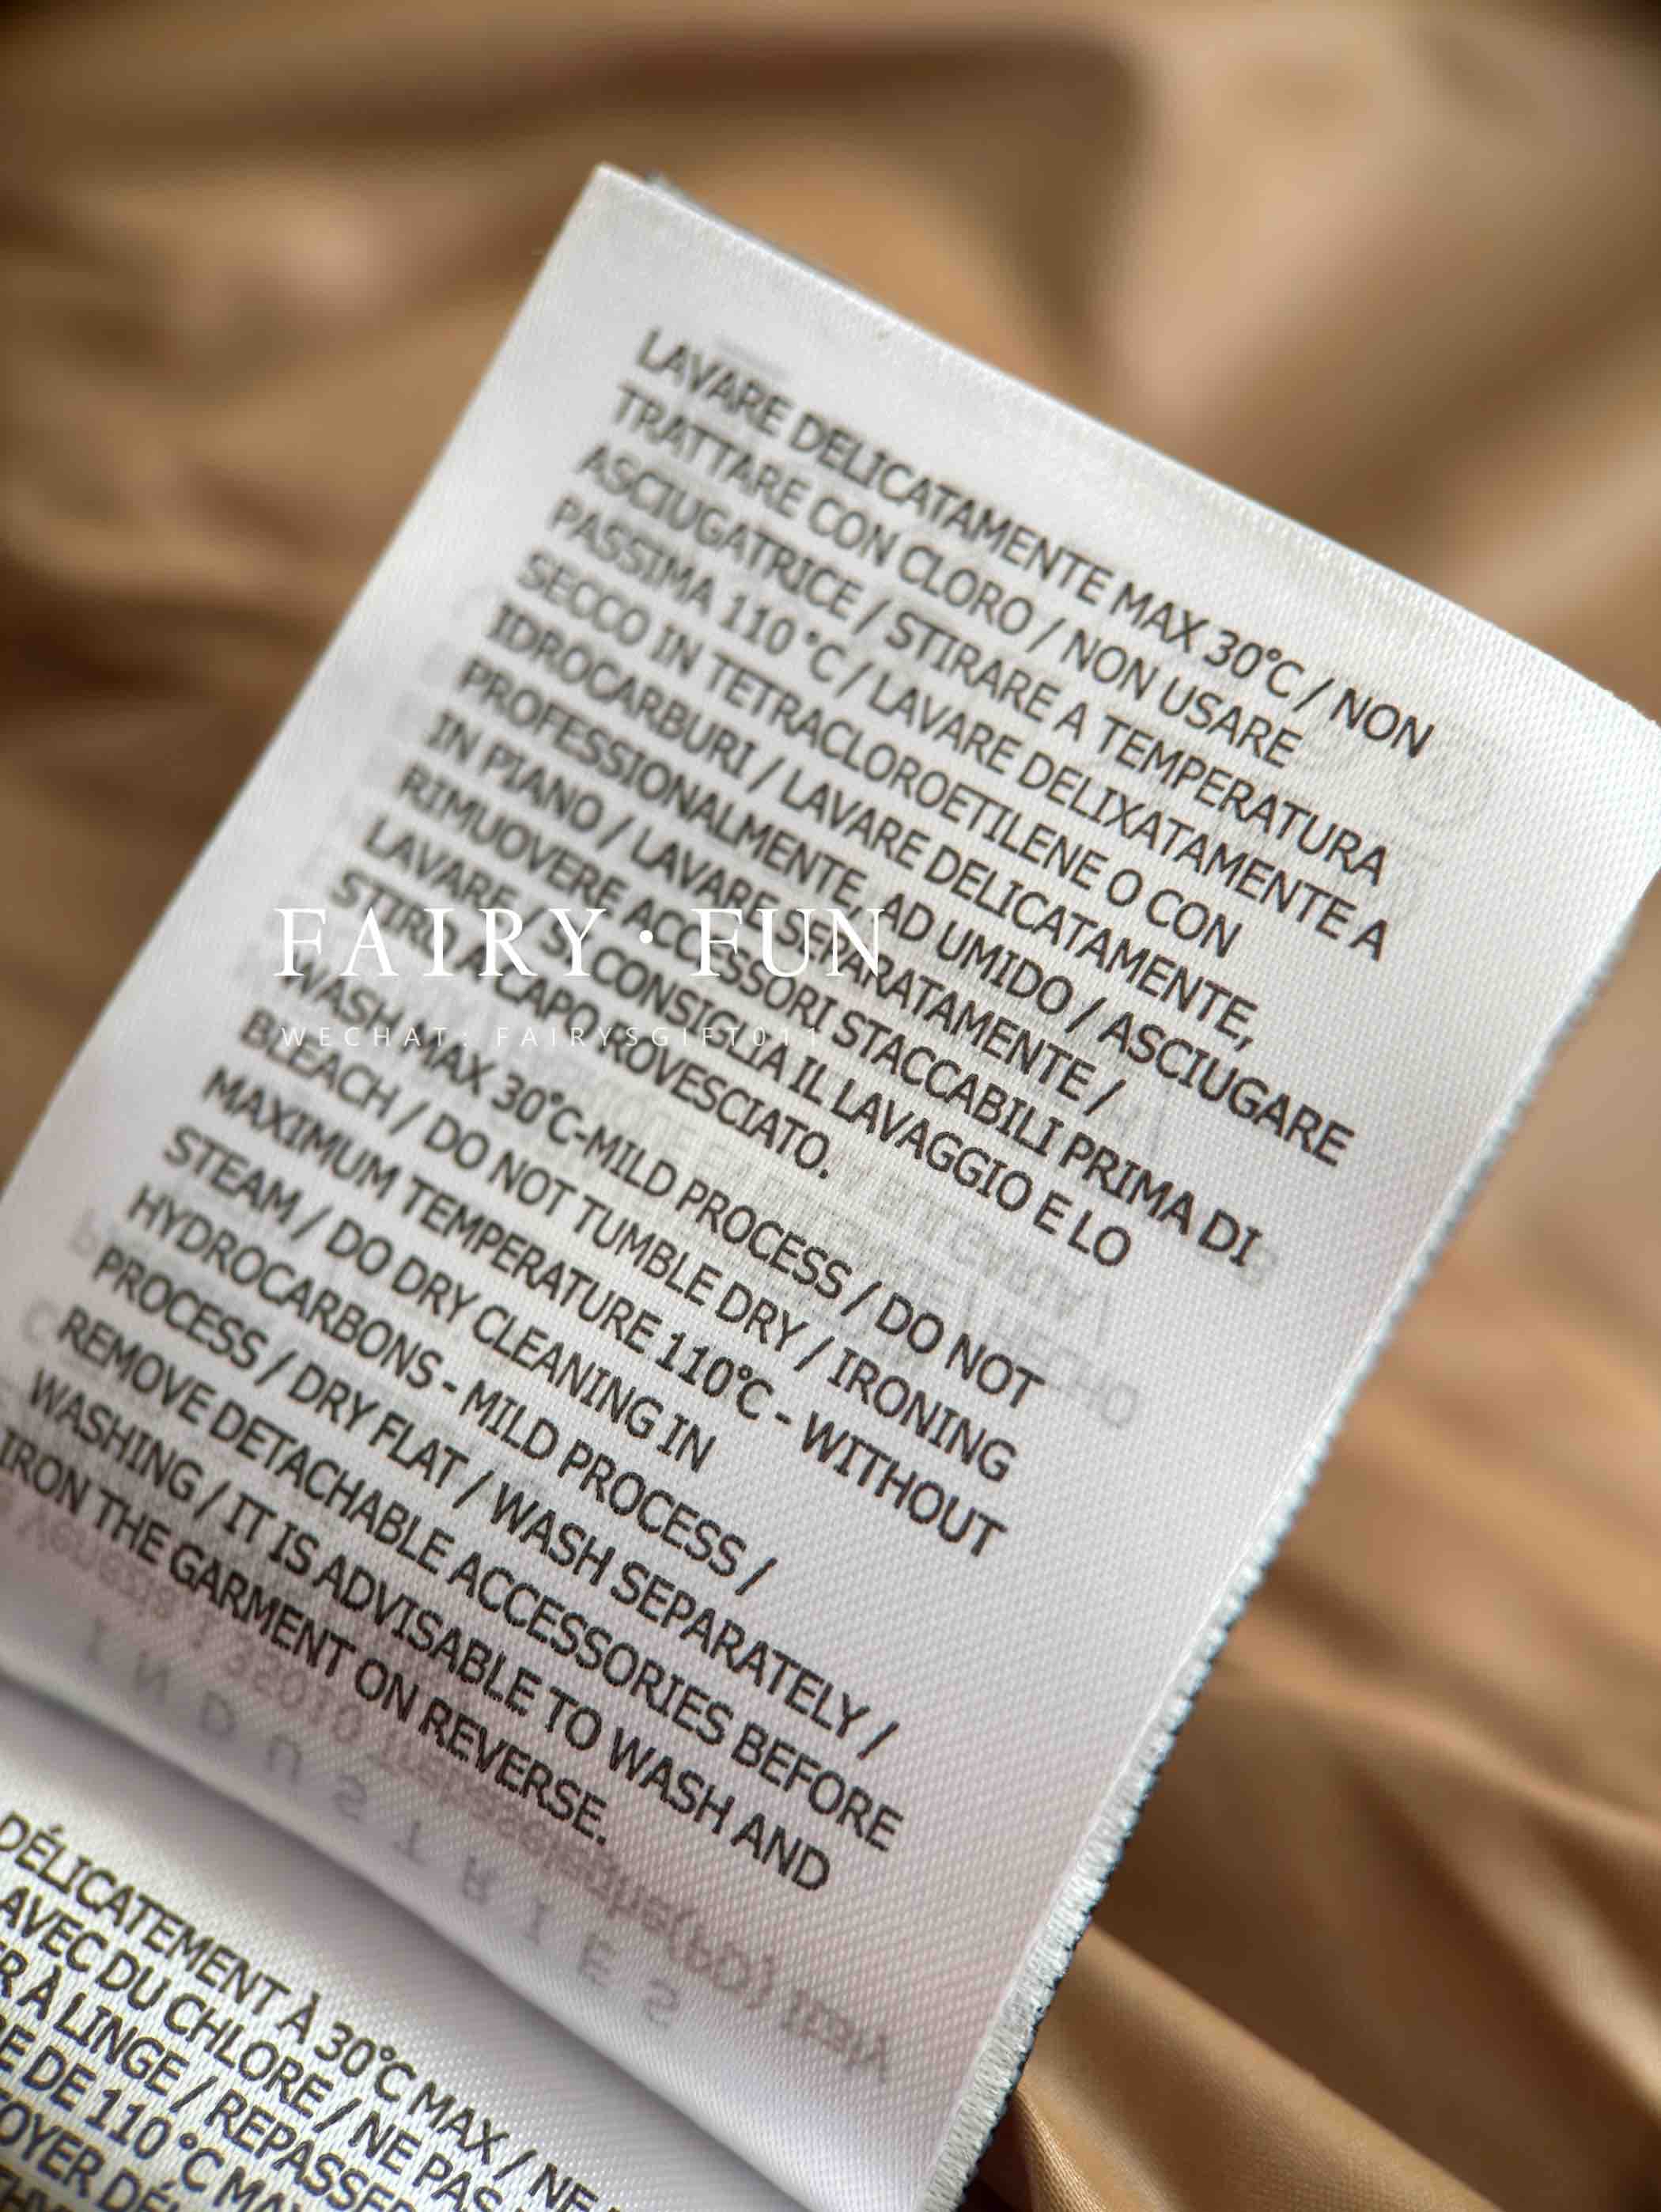 LAVARE DELICATAMENTE MAX 30°C / NON
TRATTARE CON CLORO / NON USARE
ASCIUGATRICE / STIRARE A TEMPERATURA
PASSIMA 110 °C / LAVARE DELIXATAMENTE A
SECCO IN TETRACLOROETILENE O CON
IDROCARBURI / LAVARE DELICATAMENTE,
PROFESSIONALMENTE, AD UMIDO / ASCIUGARE
IN PIANO / LAVARE SEPARATAMENTE /
RIMUOVERE ACCESSORI STACCABILI PRIMA DI
LAVARE / SI CONSIGLIA IL LAVAGGIO E LO
STIRO A CAPO ROVESCIATO.
FAIRY·FUN
WECHAT: FAIRYSGIFT011
WASH MAX 30°C-MILD PROCESS / DO NOT
BLEACH / DO NOT TUMBLE DRY / IRONING
MAXIMUM TEMPERATURE 110°C - WITHOUT
STEAM / DO DRY CLEANING IN
HYDROCARBONS - MILD PROCESS /
PROCESS / DRY FLAT / WASH SEPARATELY /
REMOVE DETACHABLE ACCESSORIES BEFORE
WASHING / IT IS ADVISABLE TO WASH AND
IRON THE GARMENT ON REVERSE.
INDUSTRIES
DÉLICATEMENT À 30°C MAX / NE
AVEC DU CHLORE / NE PAS
À LINGE / REPASSER
DE 110 °C